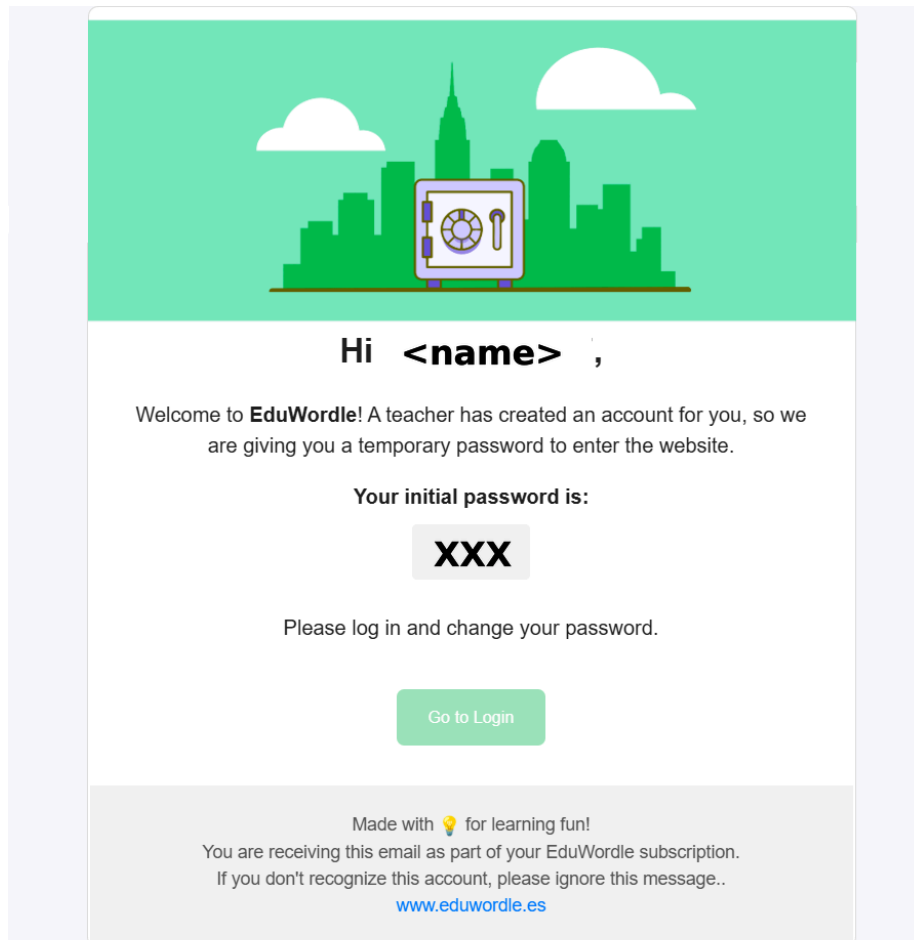 Hi <name> ,
Welcome to EduWordle! A teacher has created an account for you, so we
are giving you a temporary password to enter the website.
Your initial password is:
XXX
Please log in and change your password.
Go to Login
Made with 💡 for learning fun!
You are receiving this email as part of your EduWordle subscription.
If you don't recognize this account, please ignore this message..
www.eduwordle.es